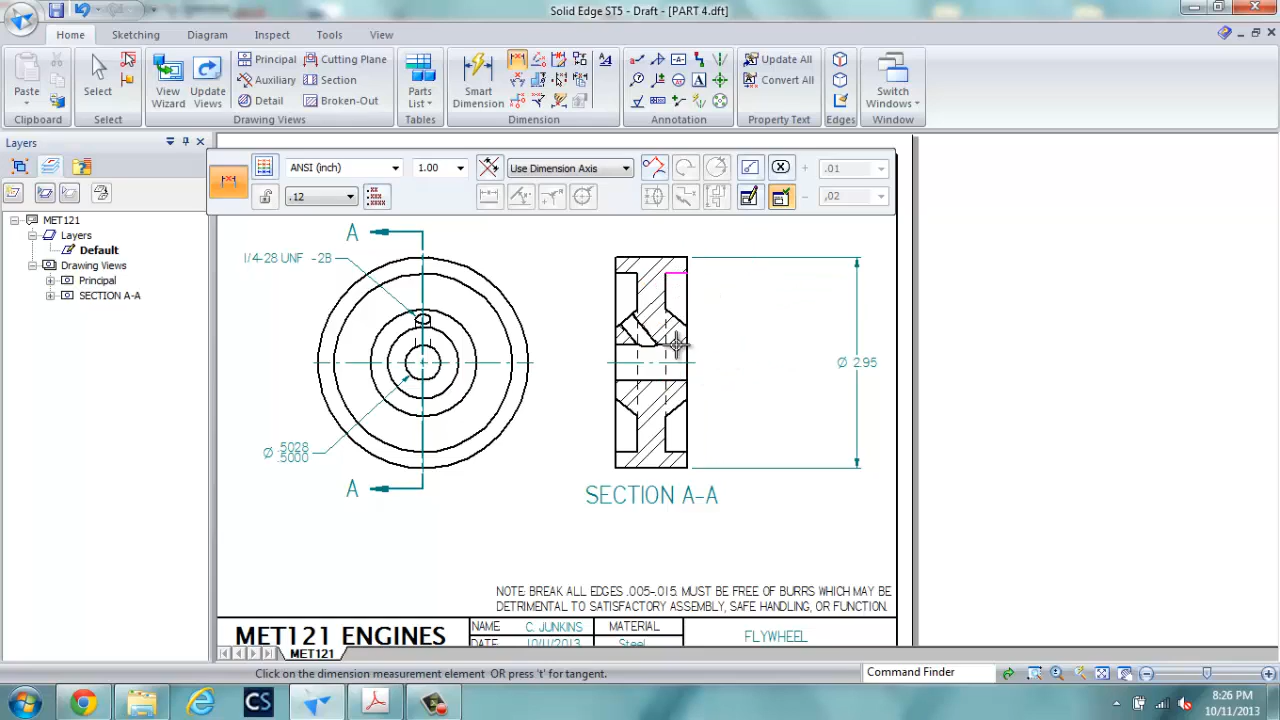 Solid Edge ST5 - Draft - [PART 4.dft]
Home Sketching Diagram Inspect Tools View
Paste
Clipboard
Select
Select
View Wizard
Update Views
Principal
Auxiliary
Detail
Cutting Plane
Section
Broken-Out
Drawing Views
Parts List
Tables
Smart Dimension
Dimension
Annotation
Update All
Convert All
Property Text
Edges
Switch Windows
Window
Layers
ANSI (inch) 1.00 Use Dimension Axis + .01
.12 - .02
MET121
Layers
Default
Drawing Views
Principal
SECTION A-A
A
1/4-28 UNF -2B
Ø 2.95
Ø .5028
.5000
A
SECTION A-A
NOTE: BREAK ALL EDGES .005-.015. MUST BE FREE OF BURRS WHICH MAY BE
DETRIMENTAL TO SATISFACTORY ASSEMBLY, SAFE HANDLING, OR FUNCTION.
MET121 ENGINES
NAME C. JUNKINS MATERIAL
DATE 10/11/2013 Steel
FLYWHEEL
MET121
Click on the dimension measurement element OR press 't' for tangent.
Command Finder
CS
8:26 PM
10/11/2013